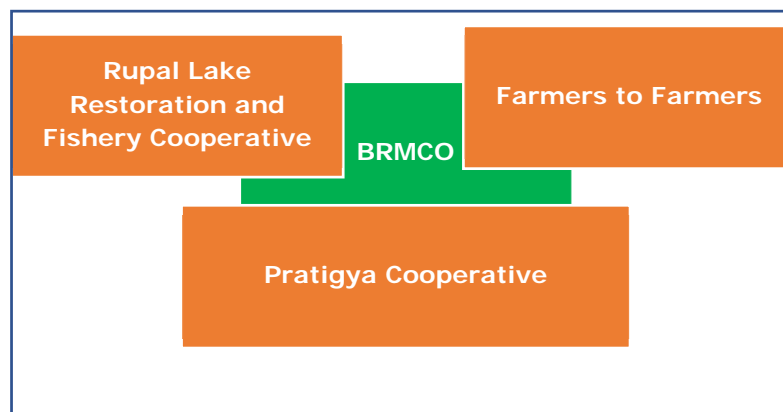 Rupal Lake
Restoration and
Fishery Cooperative
Farmers to Farmers
BRMCO
Pratigya Cooperative